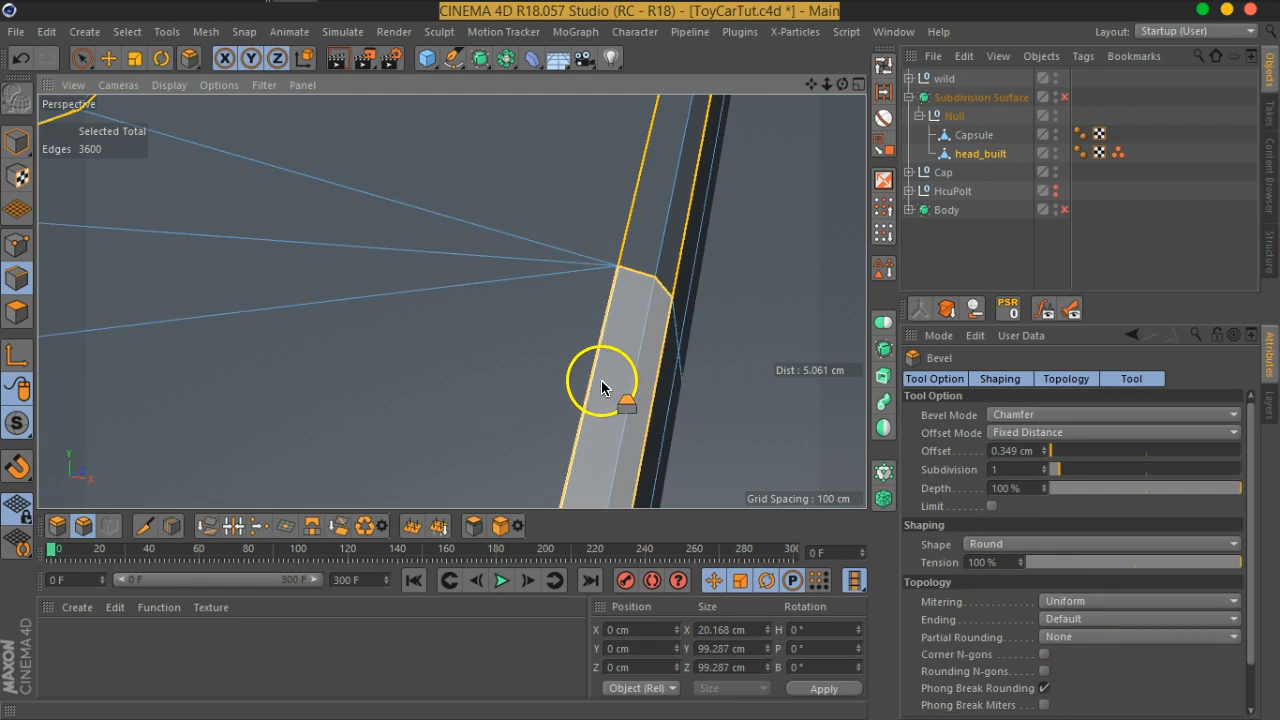 CINEMA 4D R18.057 Studio (RC - R18) - [ToyCarTut.c4d *] - Main
File Edit Create Select Tools Mesh Snap Animate Simulate Render Sculpt Motion Tracker MoGraph Character Pipeline Plugins X-Particles Script Window Help Layout: Startup (User)
X Y Z
View Cameras Display Options Filter Panel
File Edit View Objects Tags Bookmarks
Perspective
Selected Total
Edges 3600
wild
Subdivision Surface
Null
Capsule
head_built
Cap
HcuPolt
Body
Objects
Takes
Content Browser
Structure
PSR
0
Mode Edit User Data
Bevel
Tool Option Shaping Topology Tool
Tool Option
Bevel Mode Chamfer
Offset Mode Fixed Distance
Offset 0.349 cm
Subdivision 1
Depth 100 %
Limit
Shaping
Shape Round
Tension 100 %
Topology
Mitering Uniform
Ending Default
Partial Rounding None
Corner N-gons
Rounding N-gons
Phong Break Rounding
Phong Break Miters
Attributes
Layers
Dist : 5.061 cm
Grid Spacing : 100 cm
Y
Z
X
S
0 20 40 60 80 100 120 140 160 180 200 220 240 260 280 30 0 F
0 F 0 F 300 F 300 F
P
Create Edit Function Texture
Position Size Rotation
X 0 cm X 20.168 cm H 0 °
Y 0 cm Y 99.287 cm P 0 °
Z 0 cm Z 99.287 cm B 0 °
Object (Rel) Size Apply
MAXON
CINEMA 4D